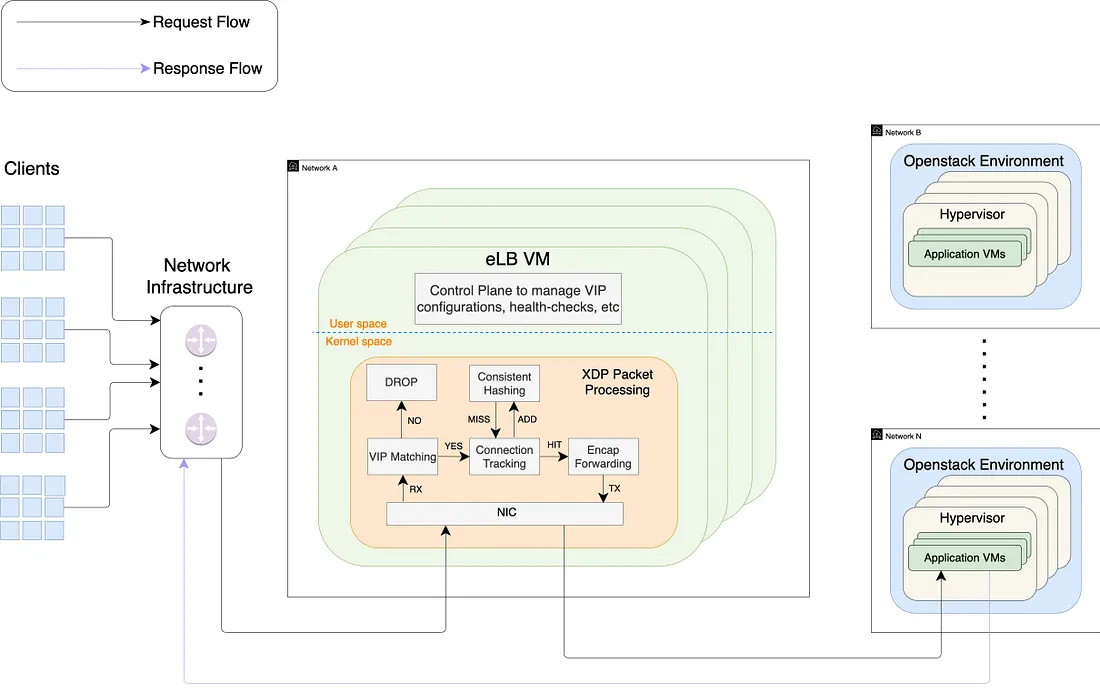 Request Flow
Response Flow
Clients
Network
Infrastructure
Network A
eLB VM
Control Plane to manage VIP
configurations, health-checks, etc
User space
Kernel space
XDP Packet
Processing
DROP
Consistent
Hashing
NO
MISS
ADD
VIP Matching
YES
Connection
Tracking
HIT
Encap
Forwarding
RX
TX
NIC
Network B
Openstack Environment
Hypervisor
Application VMs
Network N
Openstack Environment
Hypervisor
Application VMs